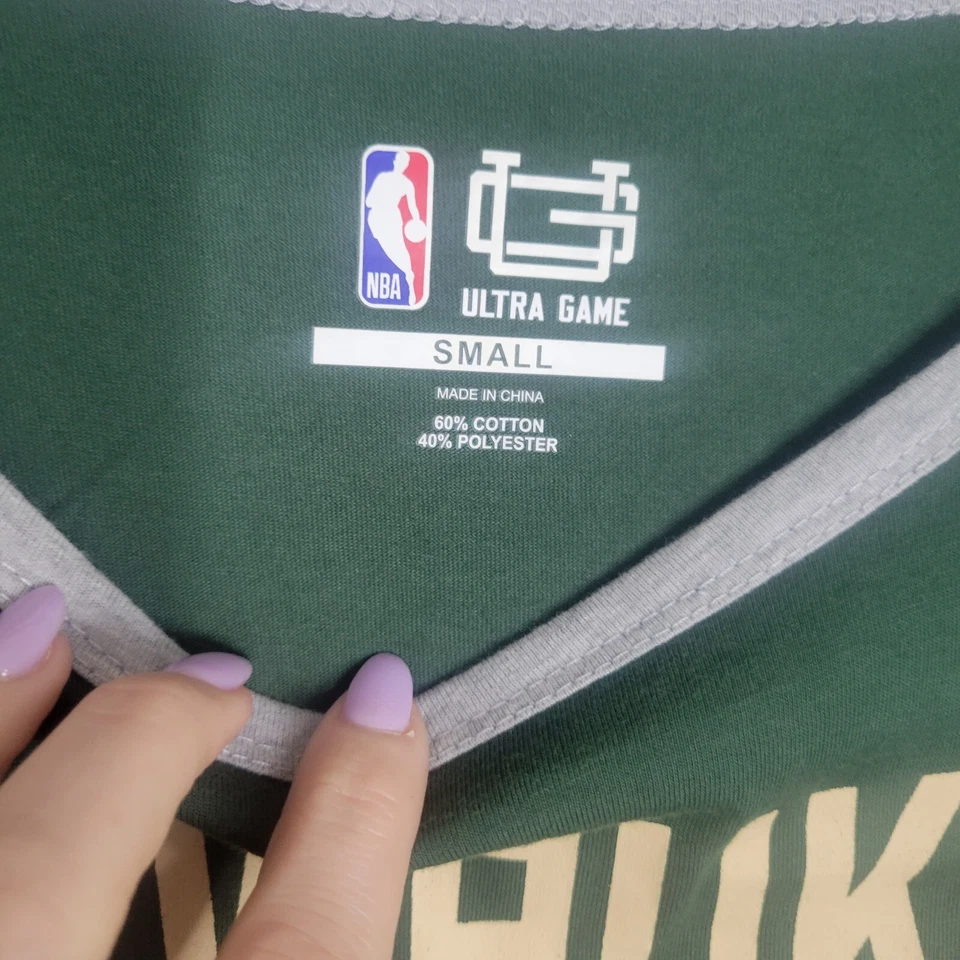 NBA
ULTRA GAME
SMALL
MADE IN CHINA
60% COTTON
40% POLYESTER